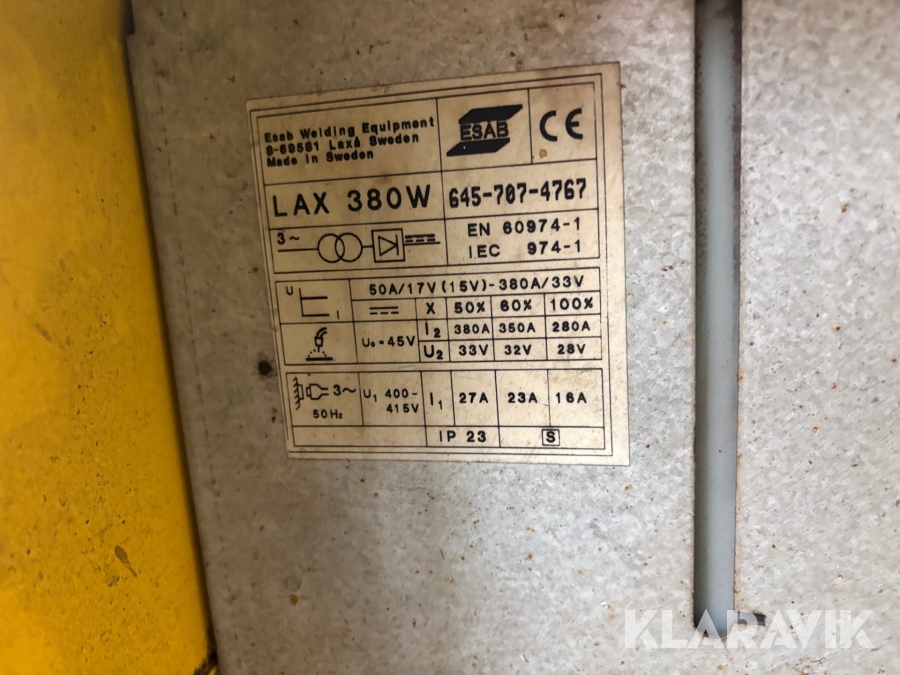 Esab Welding Equipment
S-69581 Laxå Sweden
Made in Sweden
ESAB
CE
LAX 380W
645-707-4767
3~
EN 60974-1
IEC 974-1
U
I
50A/17V(15V)-380A/33V
X 50% 60% 100%
U₀=45V
I₂ 380A 350A 280A
U₂ 33V 32V 28V
3~
50Hz
U₁ 400-
415V
I₁ 27A 23A 16A
IP 23
S
KLARAVIK